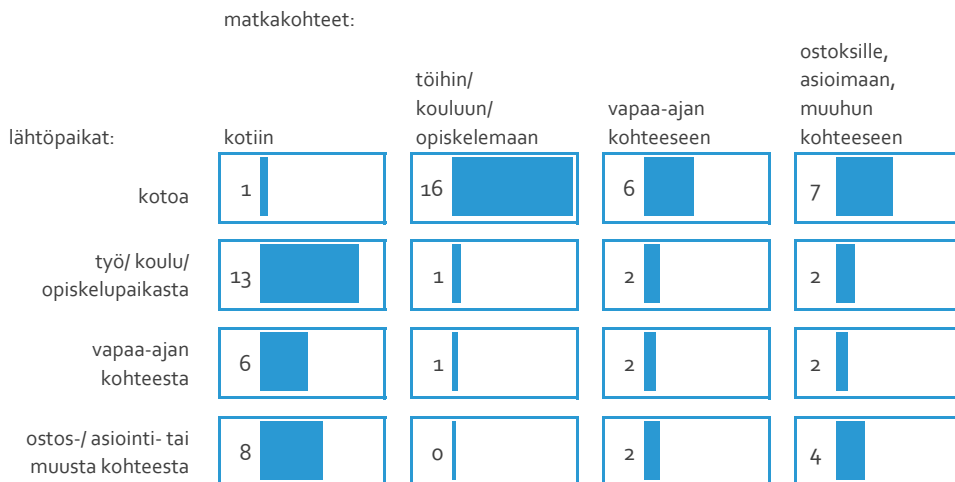 matkakohteet:
lähtöpaikat:
kotiin
töihin/
kouluun/
opiskelemaan
vapaa-ajan
kohteeseen
ostoksille,
asioimaan,
muuhun
kohteeseen
kotoa
1
16
6
7
työ/ koulu/
opiskelupaikasta
13
1
2
2
vapaa-ajan
kohteesta
6
1
2
2
ostos-/ asiointi- tai
muusta kohteesta
8
0
2
4